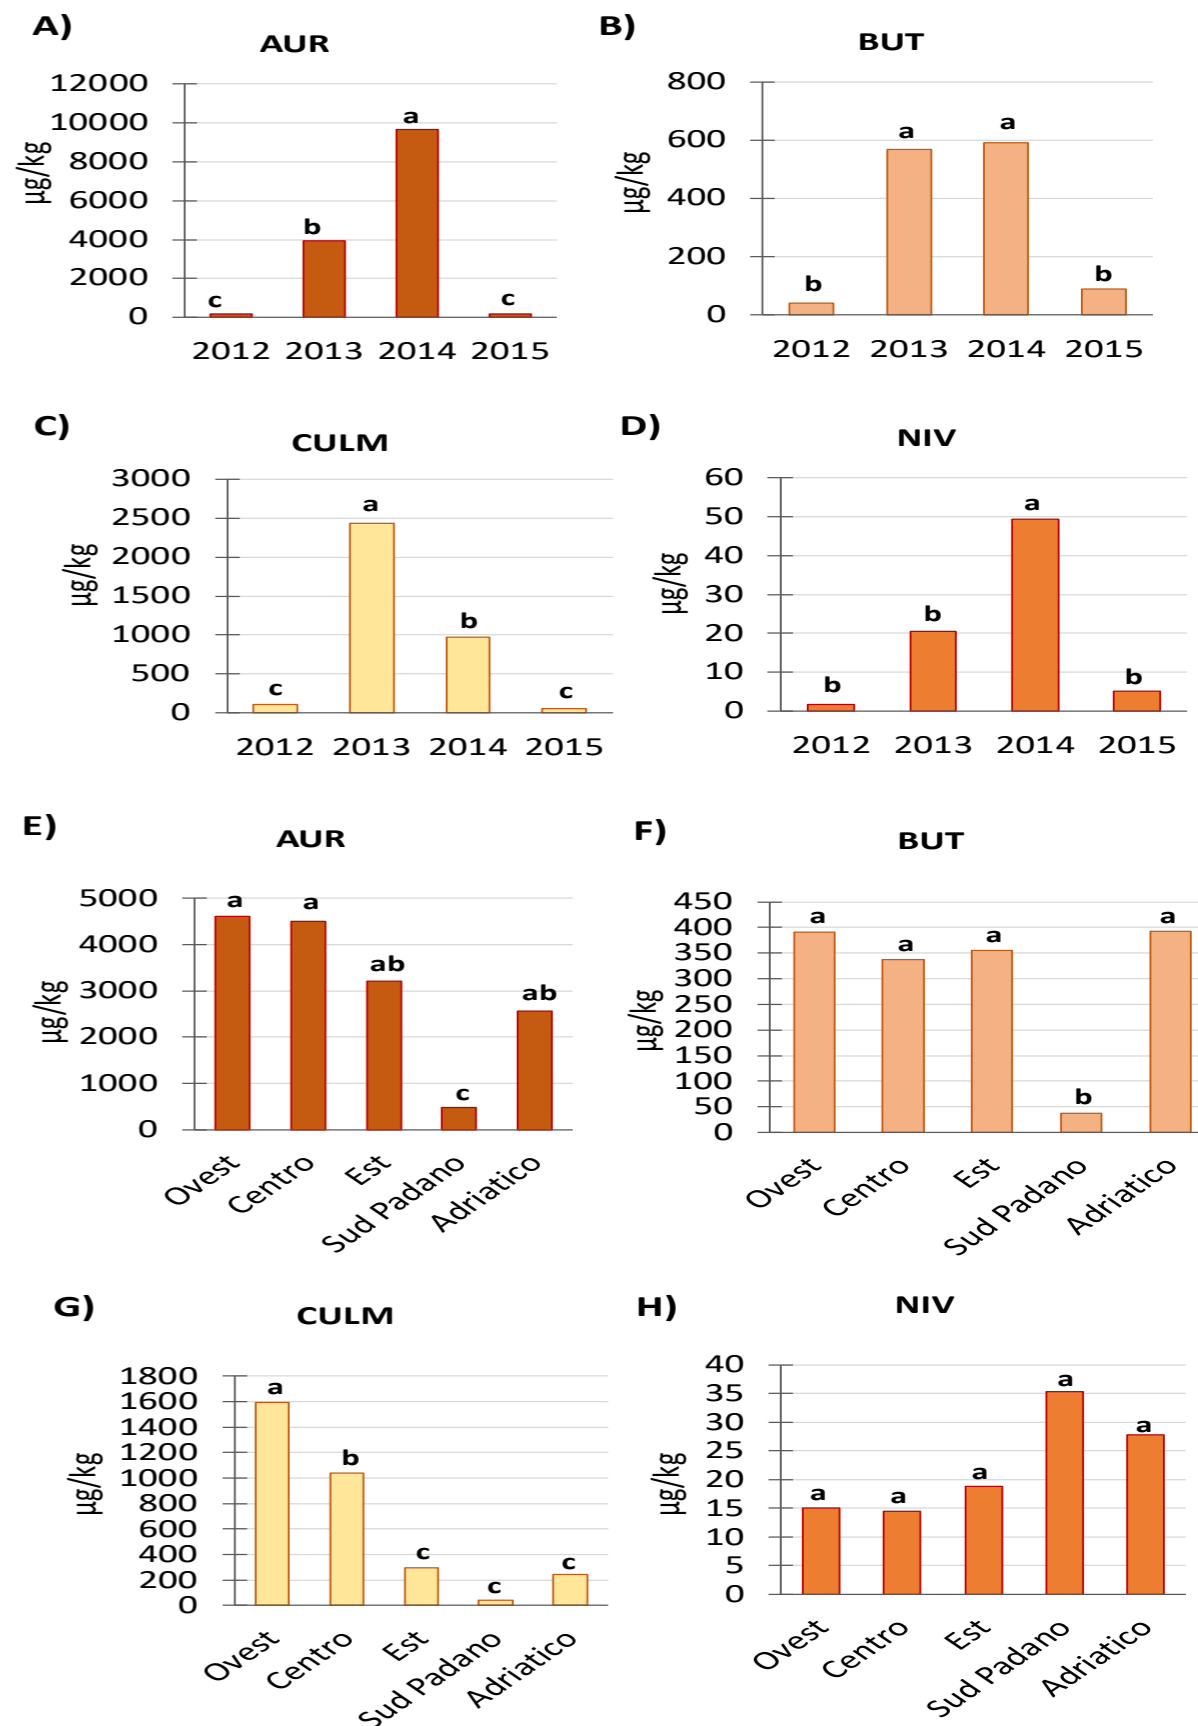 A)
AUR
12000
10000
8000
6000
4000
2000
0
µg/kg
c
b
a
c
2012 2013 2014 2015
B)
BUT
800
600
400
200
0
µg/kg
b
a
a
b
2012 2013 2014 2015
C)
CULM
3000
2500
2000
1500
1000
500
0
µg/kg
c
a
b
c
2012 2013 2014 2015
D)
NIV
60
50
40
30
20
10
0
µg/kg
b
b
a
b
2012 2013 2014 2015
E)
AUR
5000
4000
3000
2000
1000
0
µg/kg
a
a
ab
c
ab
Ovest
Centro
Est
Sud Padano
Adriatico
F)
BUT
450
400
350
300
250
200
150
100
50
0
µg/kg
a
a
a
b
a
Ovest
Centro
Est
Sud Padano
Adriatico
G)
CULM
1800
1600
1400
1200
1000
800
600
400
200
0
µg/kg
a
b
c
c
c
Ovest
Centro
Est
Sud Padano
Adriatico
H)
NIV
40
35
30
25
20
15
10
5
0
µg/kg
a
a
a
a
a
Ovest
Centro
Est
Sud Padano
Adriatico